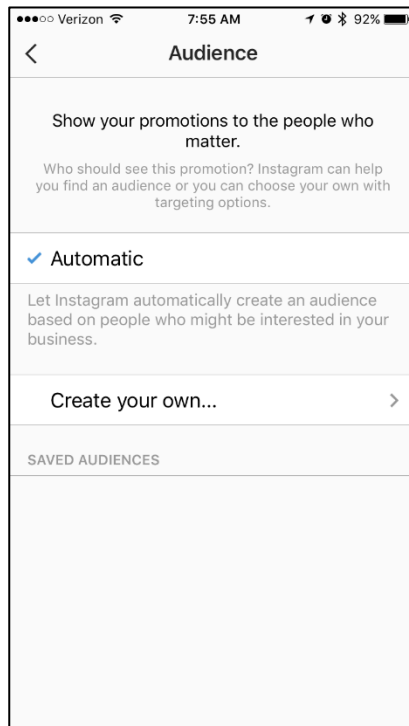 Verizon 7:55 AM 92%
Audience
Show your promotions to the people who
matter.
Who should see this promotion? Instagram can help
you find an audience or you can choose your own with
targeting options.
Automatic
Let Instagram automatically create an audience
based on people who might be interested in your
business.
Create your own...
SAVED AUDIENCES